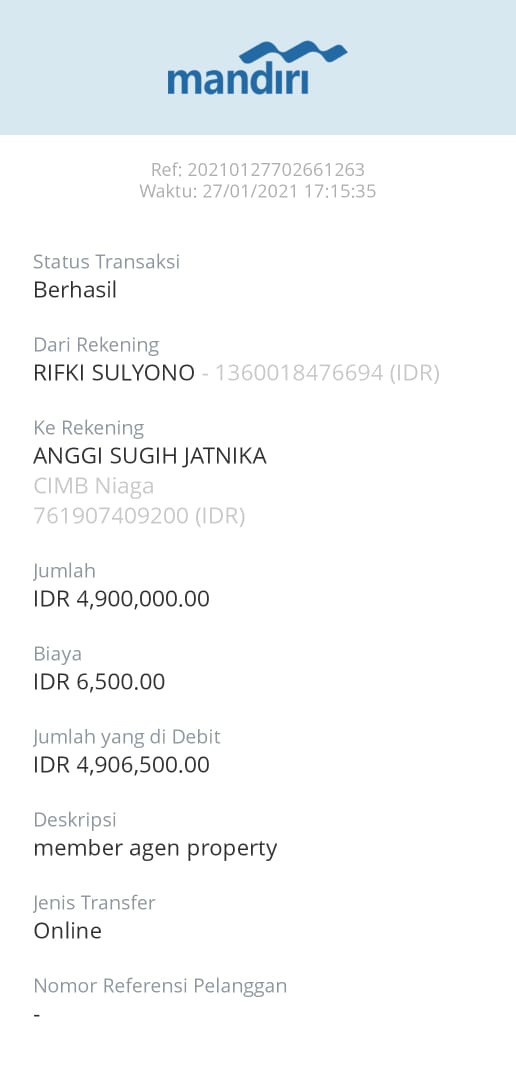 mandiri
Ref: 20210127702661263
Waktu: 27/01/2021 17:15:35
Status Transaksi
Berhasil
Dari Rekening
RIFKI SULYONO - 1360018476694 (IDR)
Ke Rekening
ANGGI SUGIH JATNIKA
CIMB Niaga
761907409200 (IDR)
Jumlah
IDR 4,900,000.00
Biaya
IDR 6,500.00
Jumlah yang di Debit
IDR 4,906,500.00
Deskripsi
member agen property
Jenis Transfer
Online
Nomor Referensi Pelanggan
-